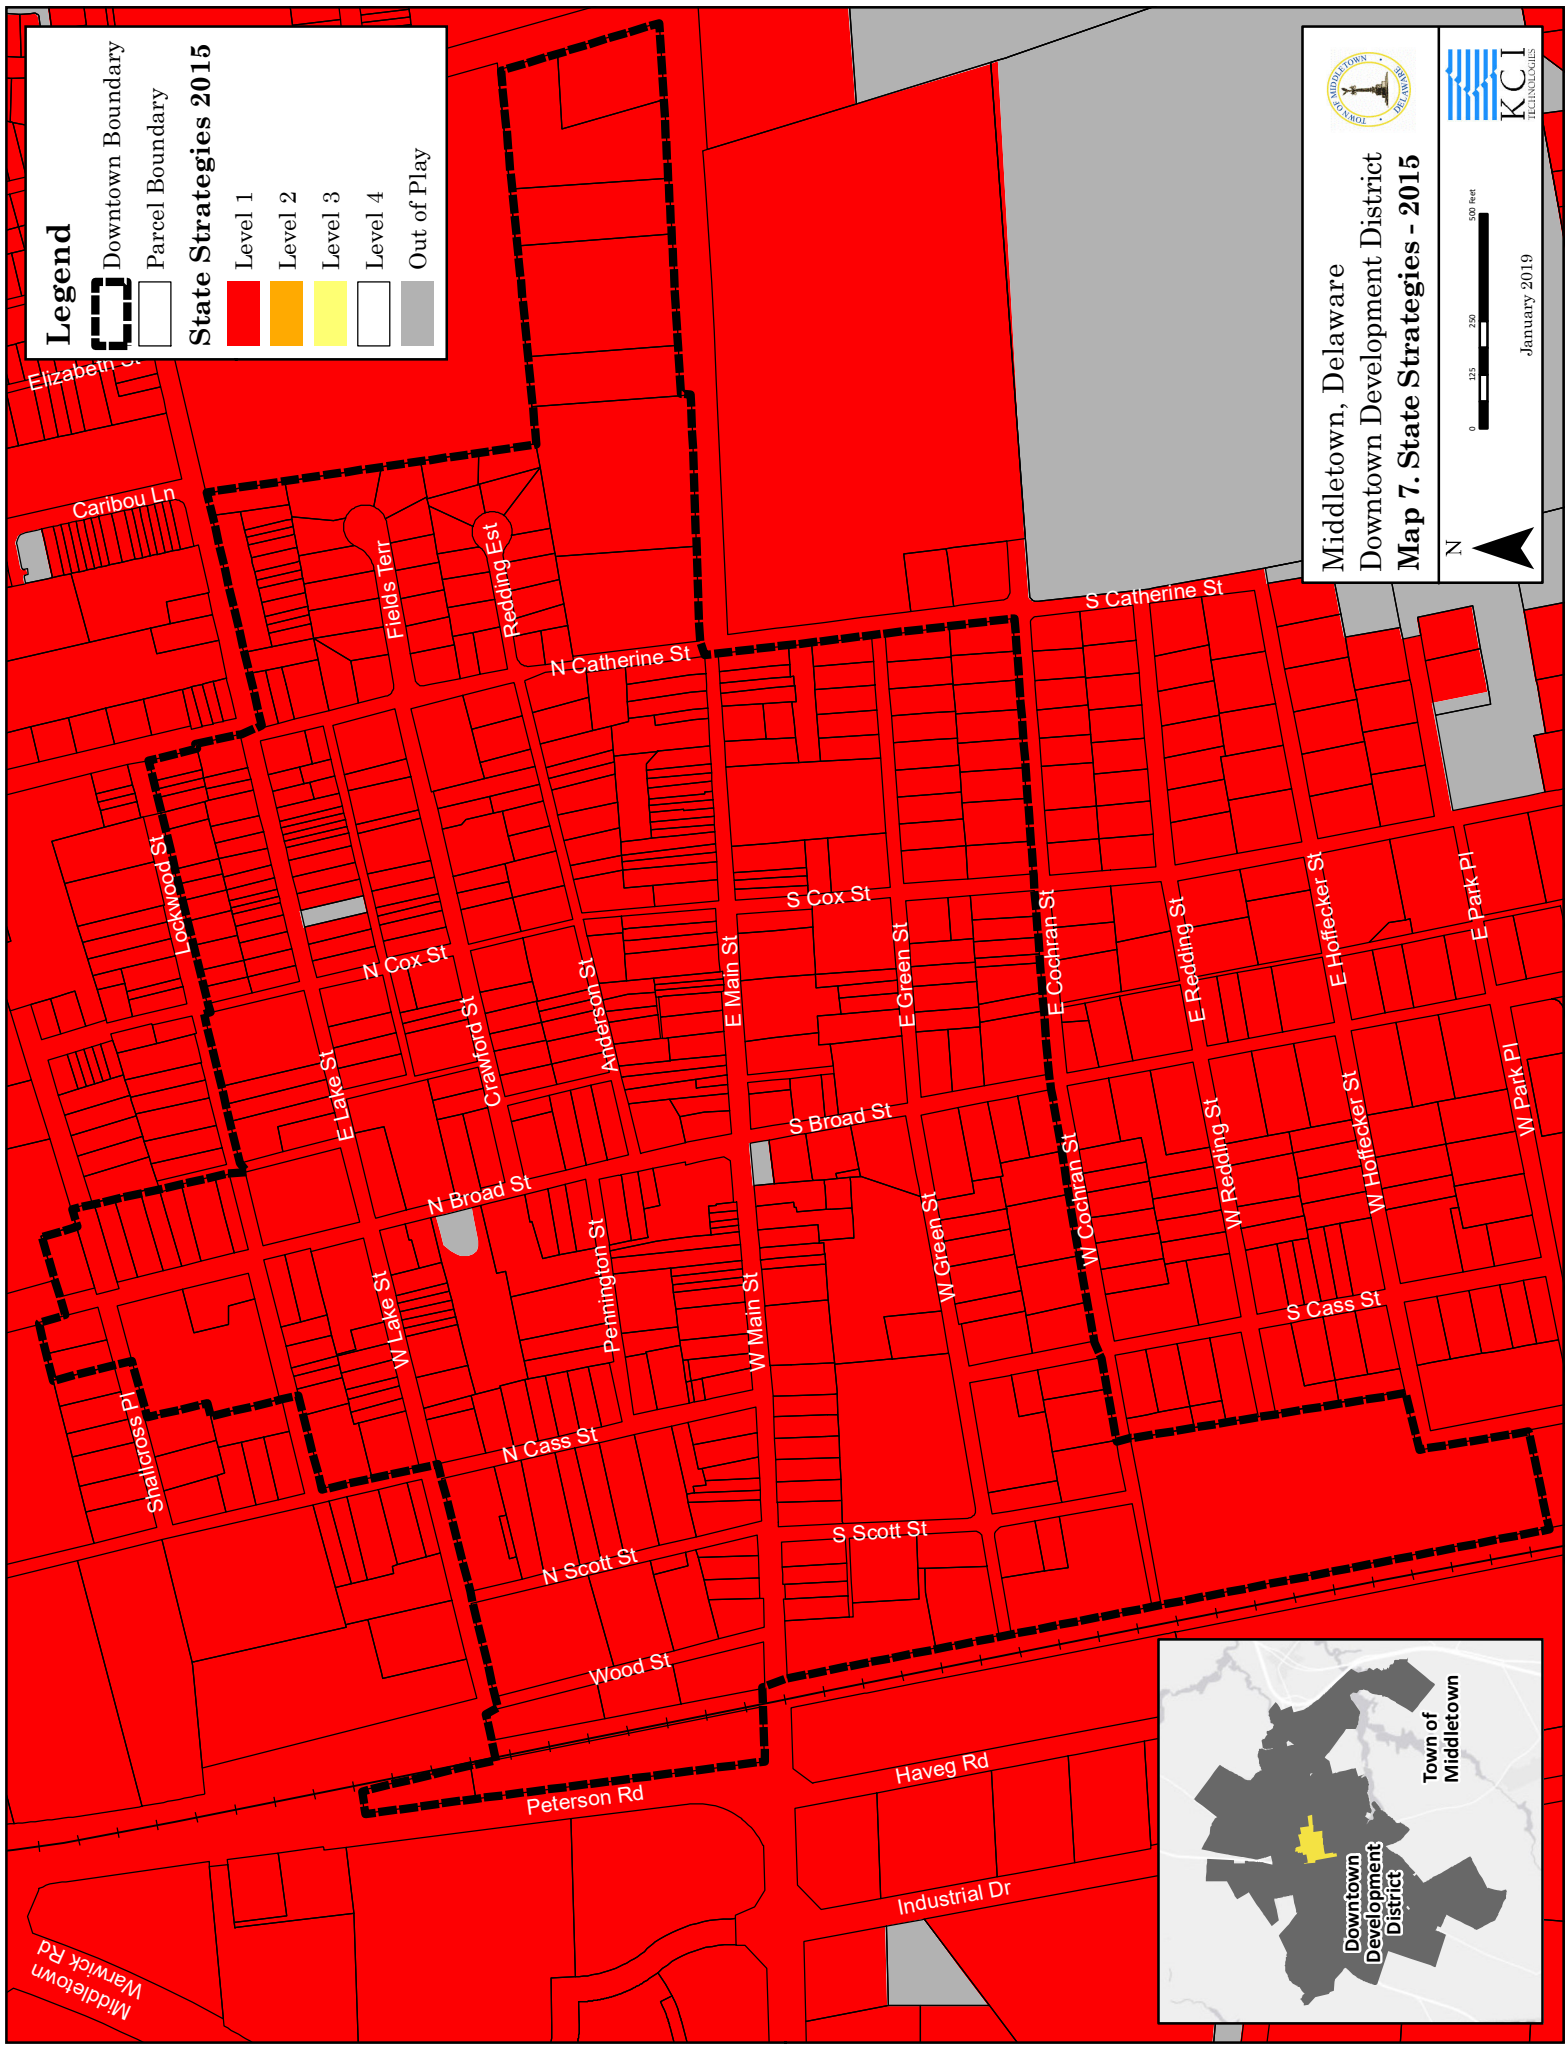 Legend
Downtown Boundary
Parcel Boundary
State Strategies 2015
Level 1
Level 2
Level 3
Level 4
Out of Play
Elizabeth St
Caribou Ln
Fields Terr
Redding Est
N Catherine St
S Catherine St
Lockwood St
N Cox St
S Cox St
E Lake St
Crawford St
Anderson St
E Main St
E Green St
E Cochran St
E Redding St
E Hoffecker St
E Park Pl
N Broad St
S Broad St
W Lake St
Pennington St
W Main St
W Green St
W Cochran St
W Redding St
W Hoffecker St
W Park Pl
Shallcross Pl
N Cass St
S Cass St
N Scott St
S Scott St
Wood St
Peterson Rd
Haveg Rd
Industrial Dr
Middletown
Warwick Rd
Middletown, Delaware
Downtown Development District
Map 7. State Strategies - 2015
TOWN OF MIDDLETOWN
DELAWARE
N
0
125
250
500 Feet
January 2019
KCI
TECHNOLOGIES
Town of
Middletown
Downtown
Development
District